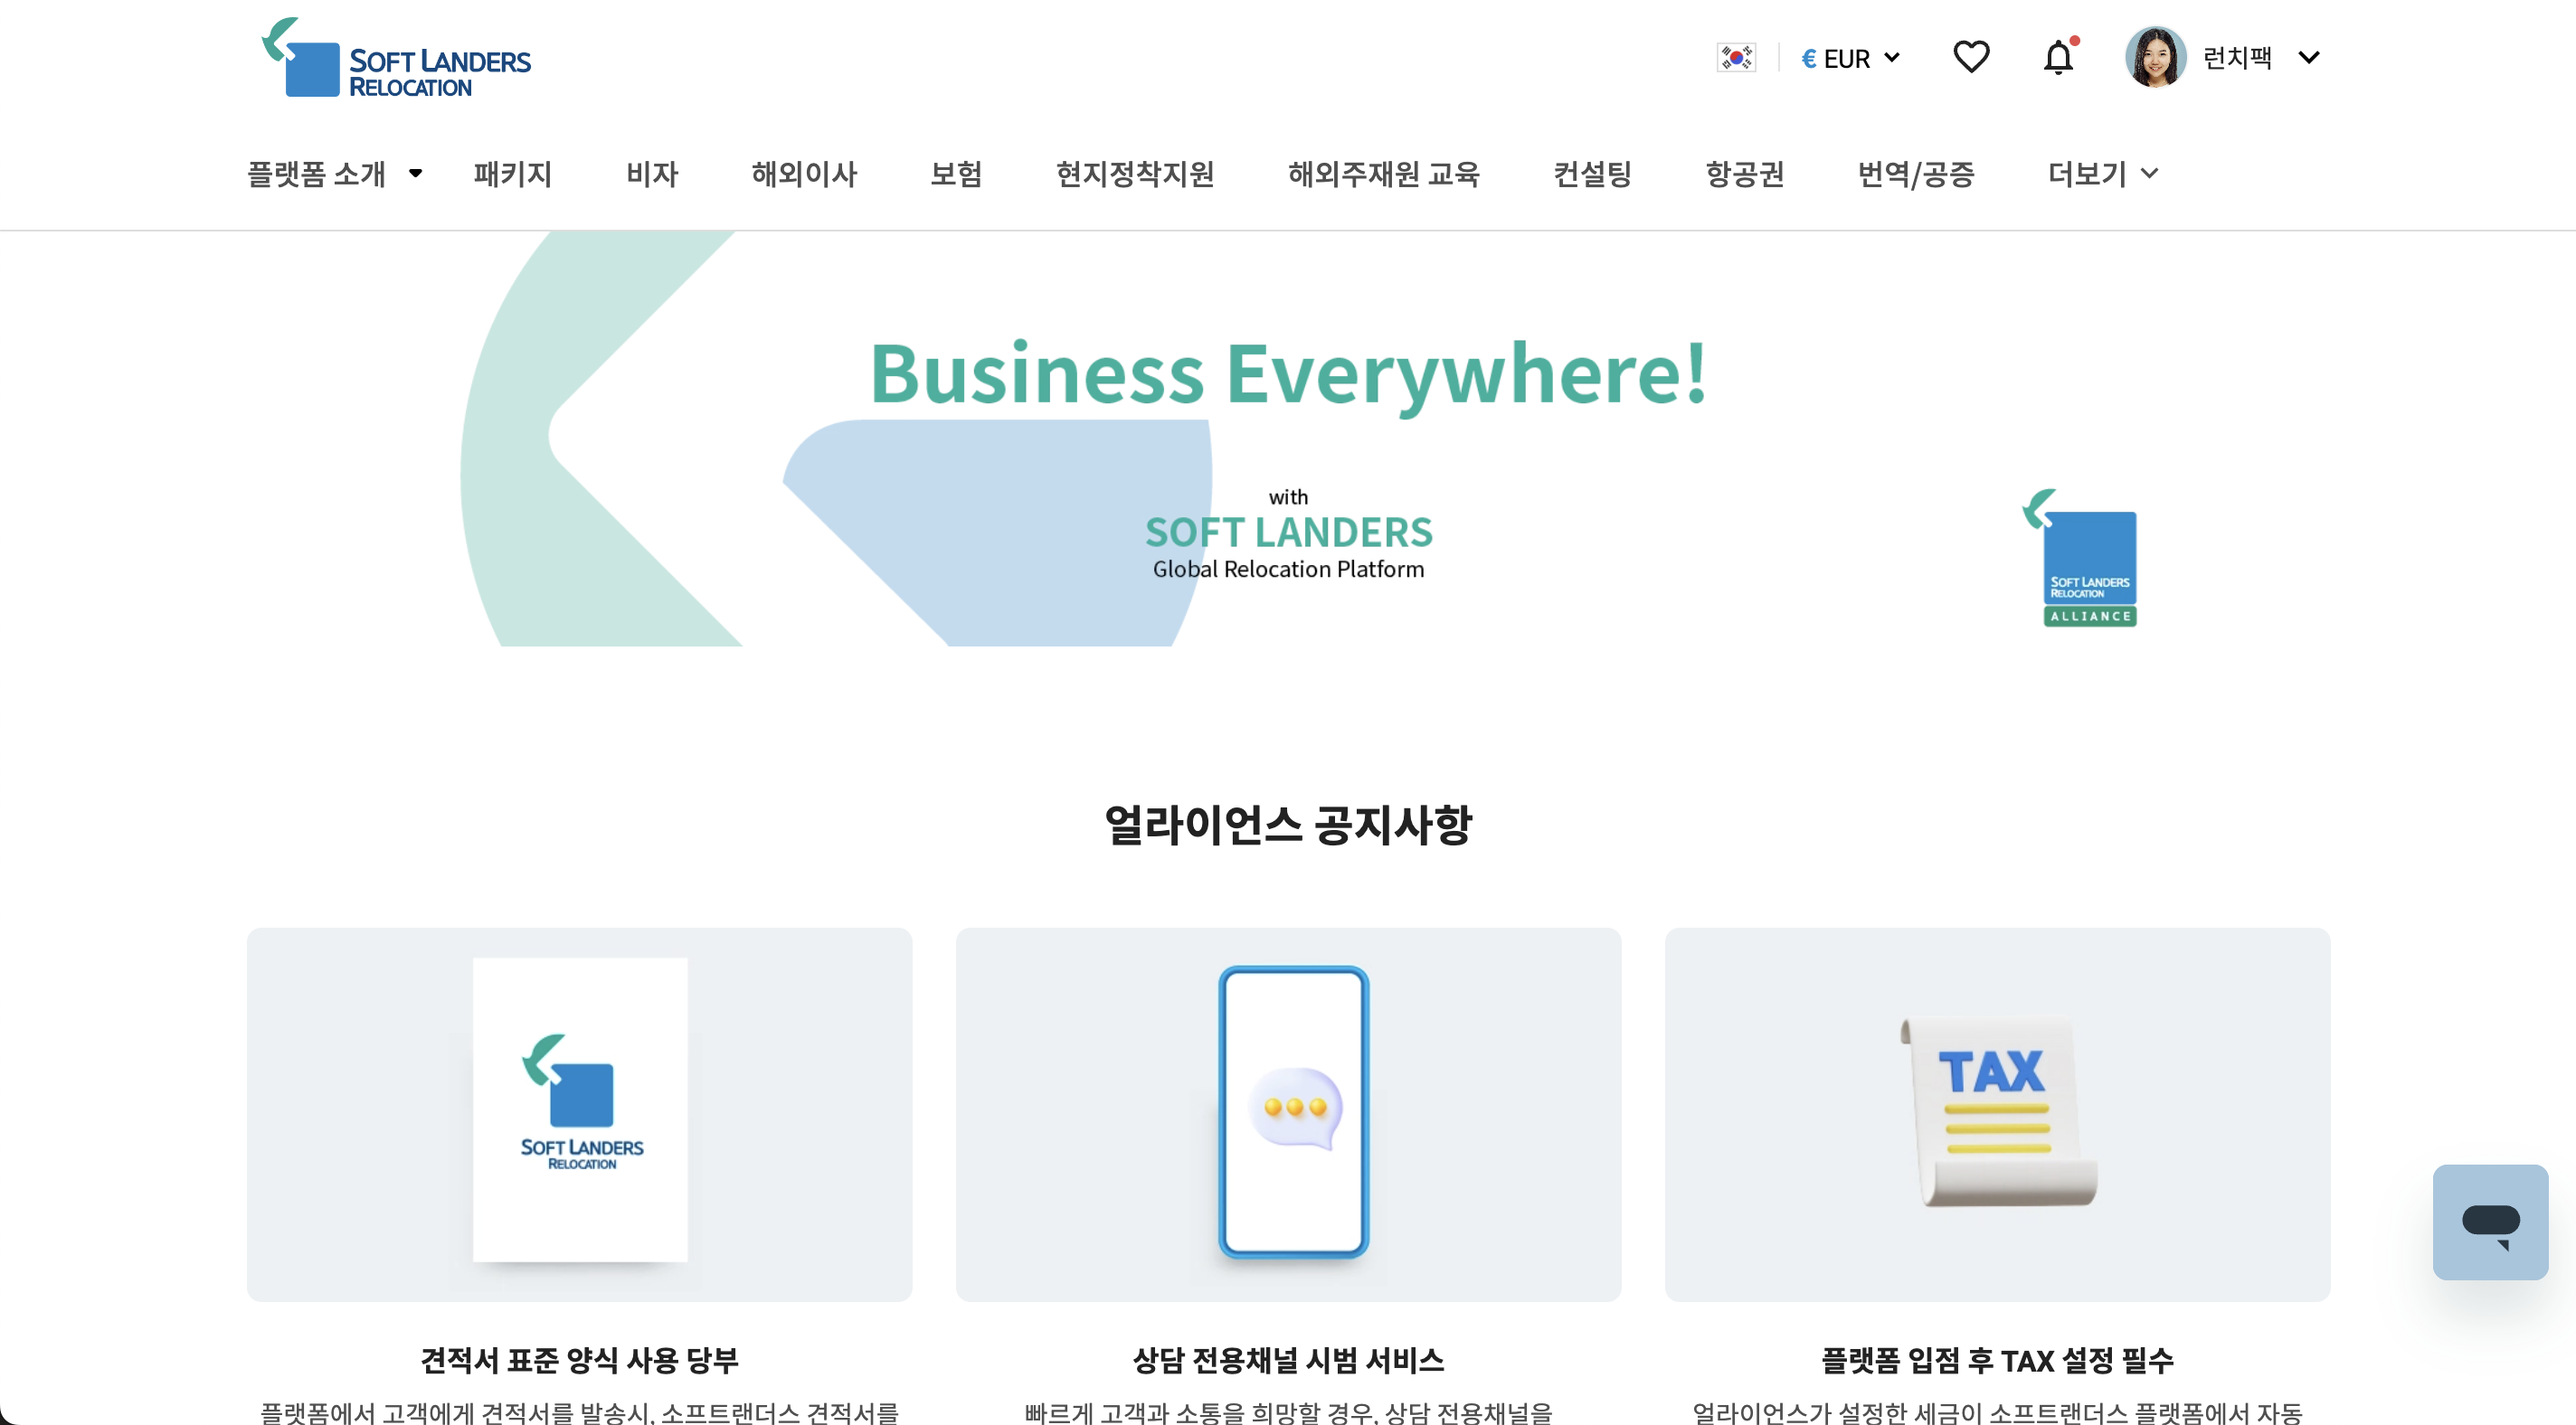 SOFT LANDERS
RELOCATION
€ EUR
런치팩
플랫폼 소개
패키지
비자
해외이사
보험
현지정착지원
해외주재원 교육
컨설팅
항공권
번역/공증
더보기
Business Everywhere!
with
SOFT LANDERS
Global Relocation Platform
SOFT LANDERS
RELOCATION
ALLIANCE
얼라이언스 공지사항
SOFT LANDERS
RELOCATION
TAX
견적서 표준 양식 사용 당부
상담 전용채널 시범 서비스
플랫폼 입점 후 TAX 설정 필수
플랫폼에서 고객에게 견적서를 발송시, 소프트랜더스 견적서를
빠르게 고객과 소통을 희망할 경우, 상담 전용채널을
얼라이언스가 설정한 세금이 소프트랜더스 플랫폼에서 자동